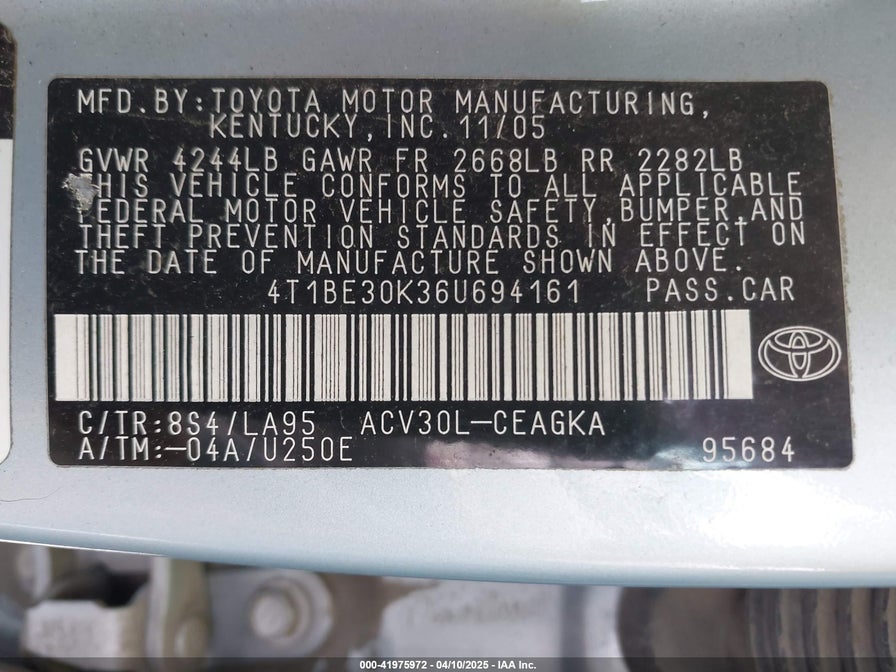 MFD.BY:TOYOTA MOTOR MANUFACTURING,
KENTUCKY,INC.11/05
GVWR 4244LB GAWR FR 2668LB RR 2282LB
THIS VEHICLE CONFORMS TO ALL APPLICABLE
FEDERAL MOTOR VEHICLE SAFETY,BUMPER,AND
THEFT PREVENTION STANDARDS IN EFFECT ON
THE DATE OF MANUFACTURE SHOWN ABOVE.
4T1BE30K36U694161 PASS.CAR
C/TR:8S4/LA95 ACV30L-CEAGKA
A/TM:-04A/U250E 95684
000-41975972 | 04/10/2025 - IAA Inc.